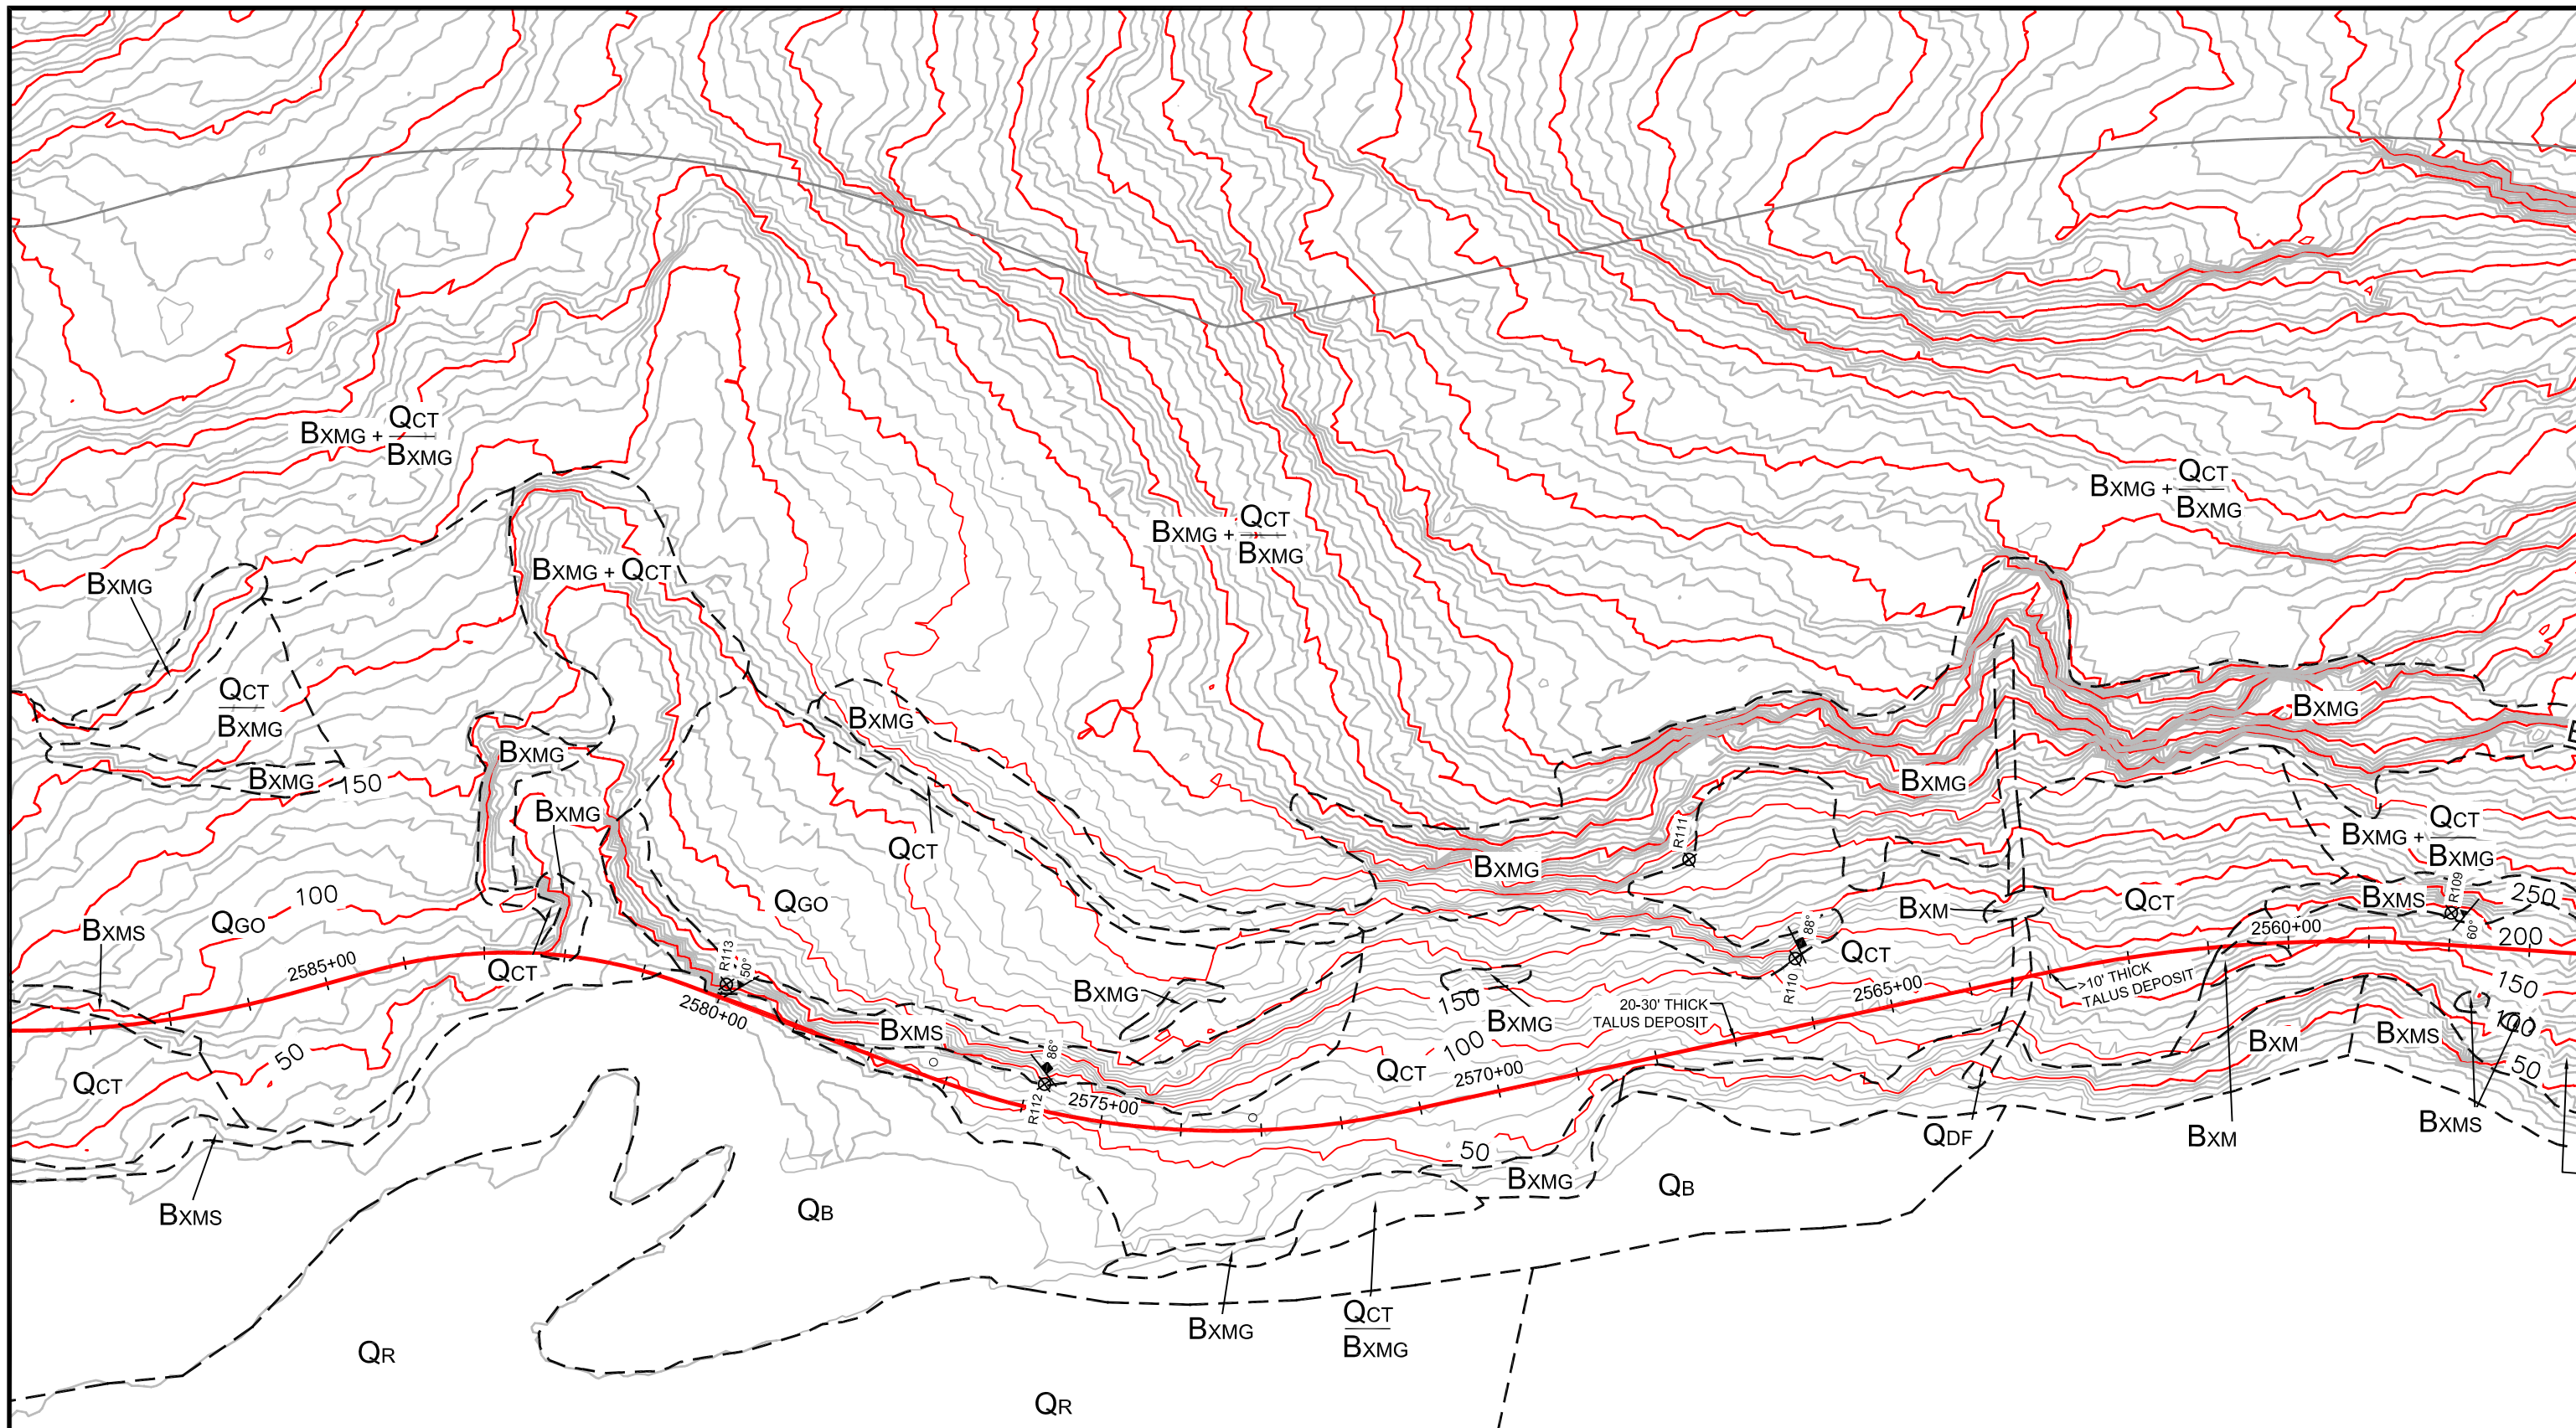 QCT
BXMG + BXMG
QCT
BXMG + BXMG
QCT
BXMG + BXMG
BXMG
BXMG + QCT
QCT
BXMG
BXMG
150
BXMG
BXMG
BXMG
QCT
BXMG
BXMG
BXMG
R111
BXMG
QCT
BXMG + BXMG
100
QGO
QGO
BXMS
2585+00
QCT
R113
50°
2580+00
BXMS
BXMG
86°
R112
2575+00
150
BXMG
100
QCT
2570+00
20-30' THICK
TALUS DEPOSIT
R110
88°
QCT
2565+00
BXM
QCT
>10' THICK
TALUS DEPOSIT
2560+00
BXMS
R109
60°
250
200
150
100
50
BXM
BXMS
QCT
50
BXMS
QB
50
BXMG
QB
QDF
BXM
BXMS
BXMG
QCT
BXMG
QR
QR